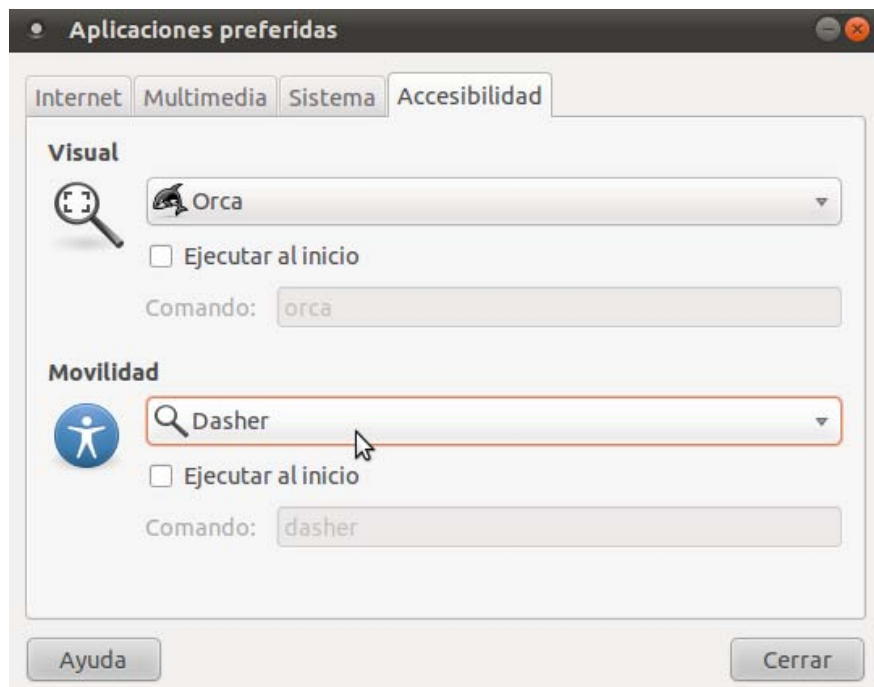 Aplicaciones preferidas
Internet Multimedia Sistema Accesibilidad
Visual
Orca
Ejecutar al inicio
Comando: orca
Movilidad
Dasher
Ejecutar al inicio
Comando: dasher
Ayuda Cerrar